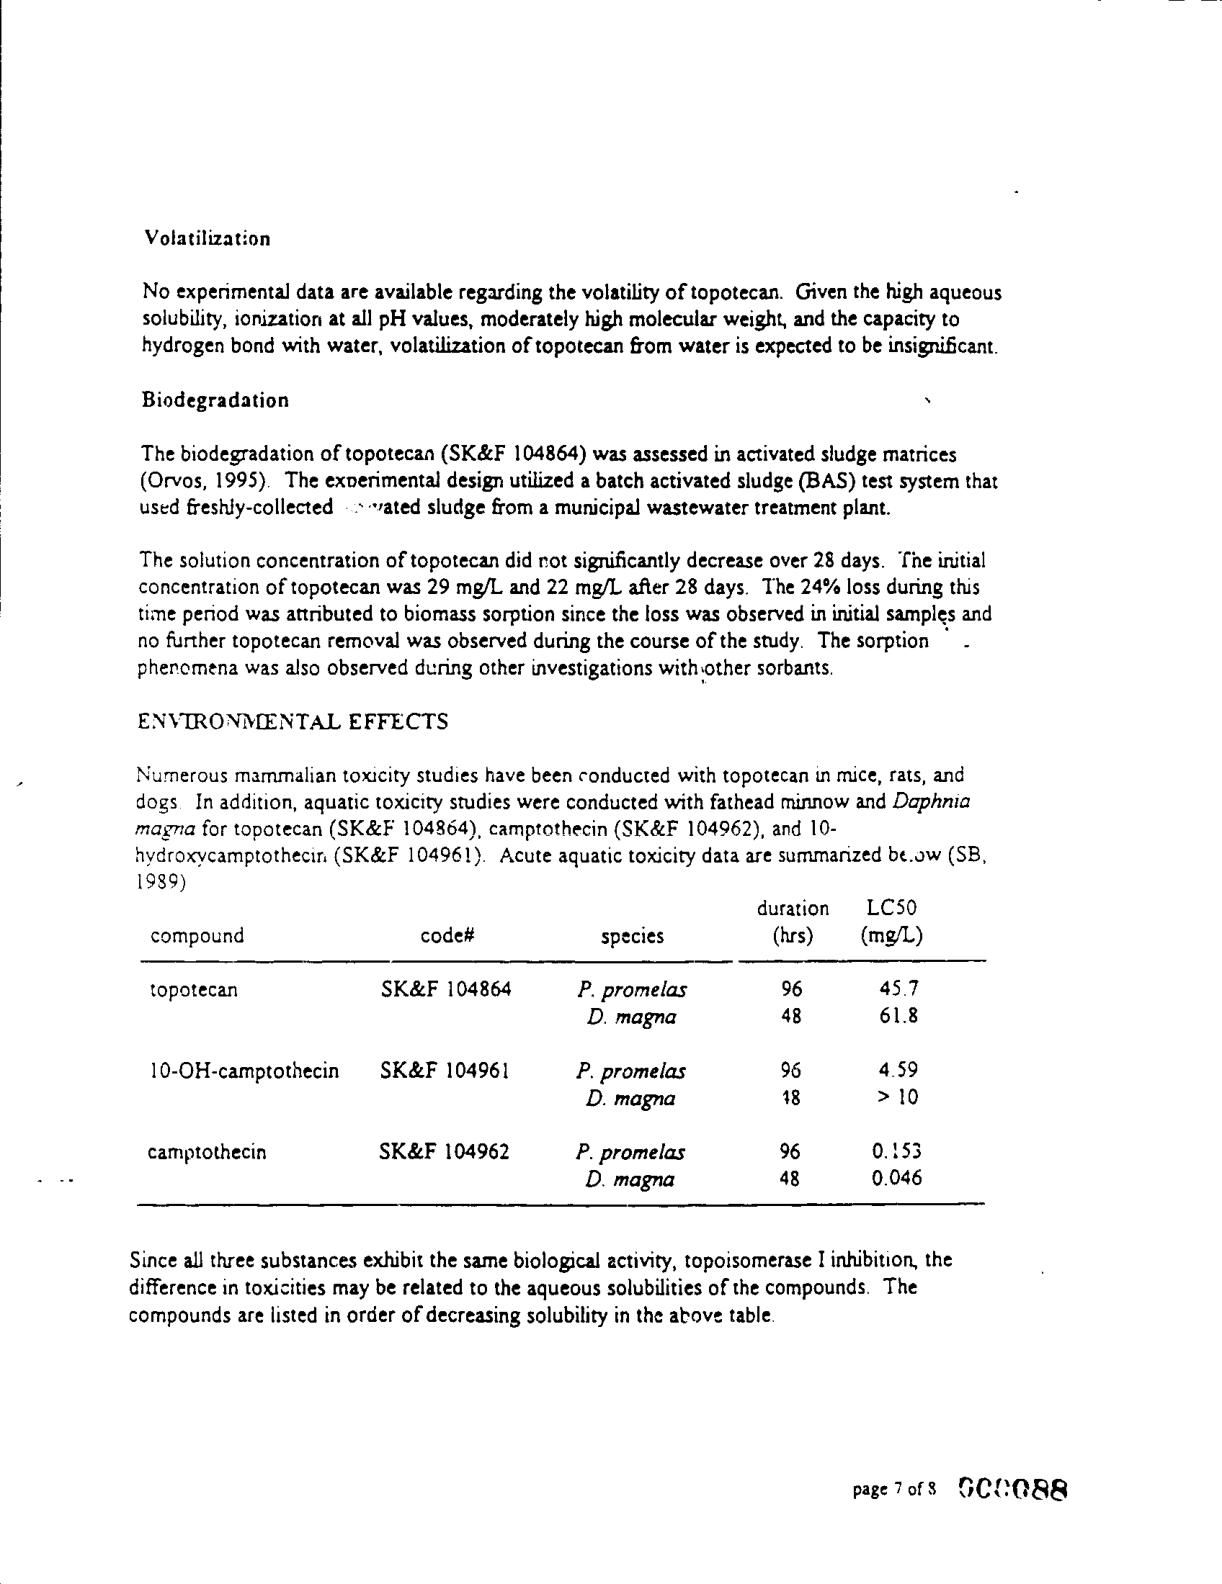 Volatilization
No experimental data are available regarding the volatility of topotecan. Given the high aqueous
solubility, ionization at all pH values, moderately high molecular weight, and the capacity to
hydrogen bond with water, volatilization of topotecan from water is expected to be insignificant.
Biodegradation
The biodegradation of topotecan (SK&F 104864) was assessed in activated sludge matrices
(Orvos, 1995). The experimental design utilized a batch activated sludge (BAS) test system that
used freshly-collected vated sludge from a municipal wastewater treatment plant.
The solution concentration of topotecan did not significantly decrease over 28 days. The initial
concentration of topotecan was 29 mg/L and 22 mg/L after 28 days. The 24% loss during this
time period was attributed to biomass sorption since the loss was observed in initial samples and
no further topotecan removal was observed during the course of the study. The sorption
phenomena was also observed during other investigations with other sorbants.
ENVIRONMENTAL EFFECTS
Numerous mammalian toxicity studies have been conducted with topotecan in mice, rats, and
dogs. In addition, aquatic toxicity studies were conducted with fathead minnow and Daphnia
magna for topotecan (SK&F 104864), camptothecin (SK&F 104962), and 10-
hydroxycamptothecin (SK&F 104961). Acute aquatic toxicity data are summarized below (SB,
1989)
duration LC50
compound code# species (hrs) (mg/L)
topotecan SK&F 104864 P. promelas 96 45.7
D. magna 48 61.8
10-OH-camptothecin SK&F 104961 P. promelas 96 4.59
D. magna 48 > 10
camptothecin SK&F 104962 P. promelas 96 0.153
D. magna 48 0.046
Since all three substances exhibit the same biological activity, topoisomerase I inhibition, the
difference in toxicities may be related to the aqueous solubilities of the compounds. The
compounds are listed in order of decreasing solubility in the above table.
page 7 of 8 000088